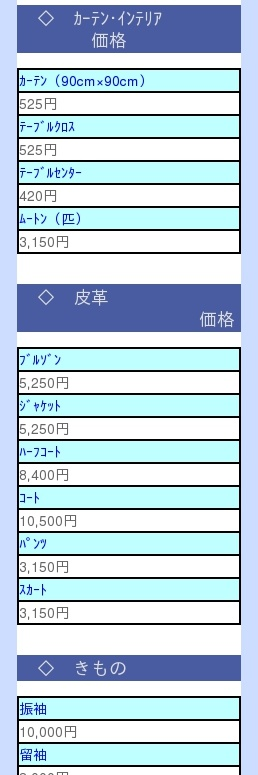 ◇　ｶｰﾃﾝ･ｲﾝﾃﾘｱ
価格
ｶｰﾃﾝ（90cm×90cm）
525円
ﾃｰﾌﾞﾙｸﾛｽ
525円
ﾃｰﾌﾞﾙｾﾝﾀｰ
420円
ﾑｰﾄﾝ（匹）
3,150円
◇　皮革
価格
ﾌﾞﾙｿﾞﾝ
5,250円
ｼﾞｬｹｯﾄ
5,250円
ﾊｰﾌｺｰﾄ
8,400円
ｺｰﾄ
10,500円
ﾊﾟﾝﾂ
3,150円
ｽｶｰﾄ
3,150円
◇　きもの
振袖
10,000円
留袖